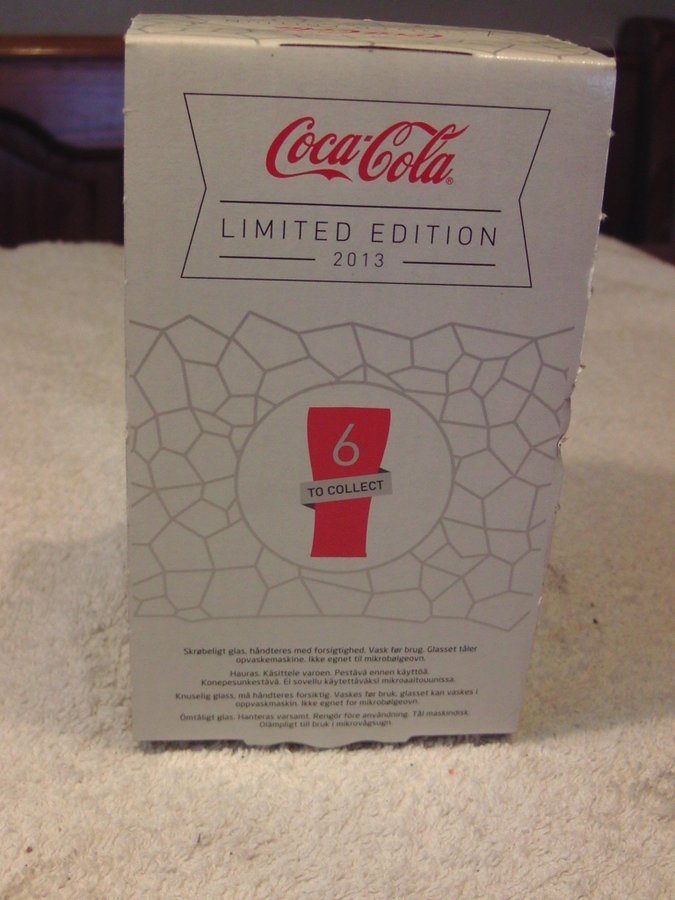 Coca-Cola®
LIMITED EDITION
2013
6
TO COLLECT
Skrøbeligt glas, håndteres med forsigtighed. Vask før brug. Glasset tåler
opvaskemaskine. Ikke egnet til mikrobølgeovn.
Hauras. Käsittele varoen. Pestävä ennen käyttöä.
Konepesunkestävä. Ei sovellu käytettäväksi mikroaaltouunissa.
Knuselig glass, må håndteres forsiktig. Vaskes før bruk, glasset kan vaskes i
oppvaskmaskin. Ikke egnet for mikrobølgeovn.
Ömtåligt glas. Hanteras varsamt. Rengör före användning. Tål maskindisk.
Olämpligt till bruk i mikrovågsugn.